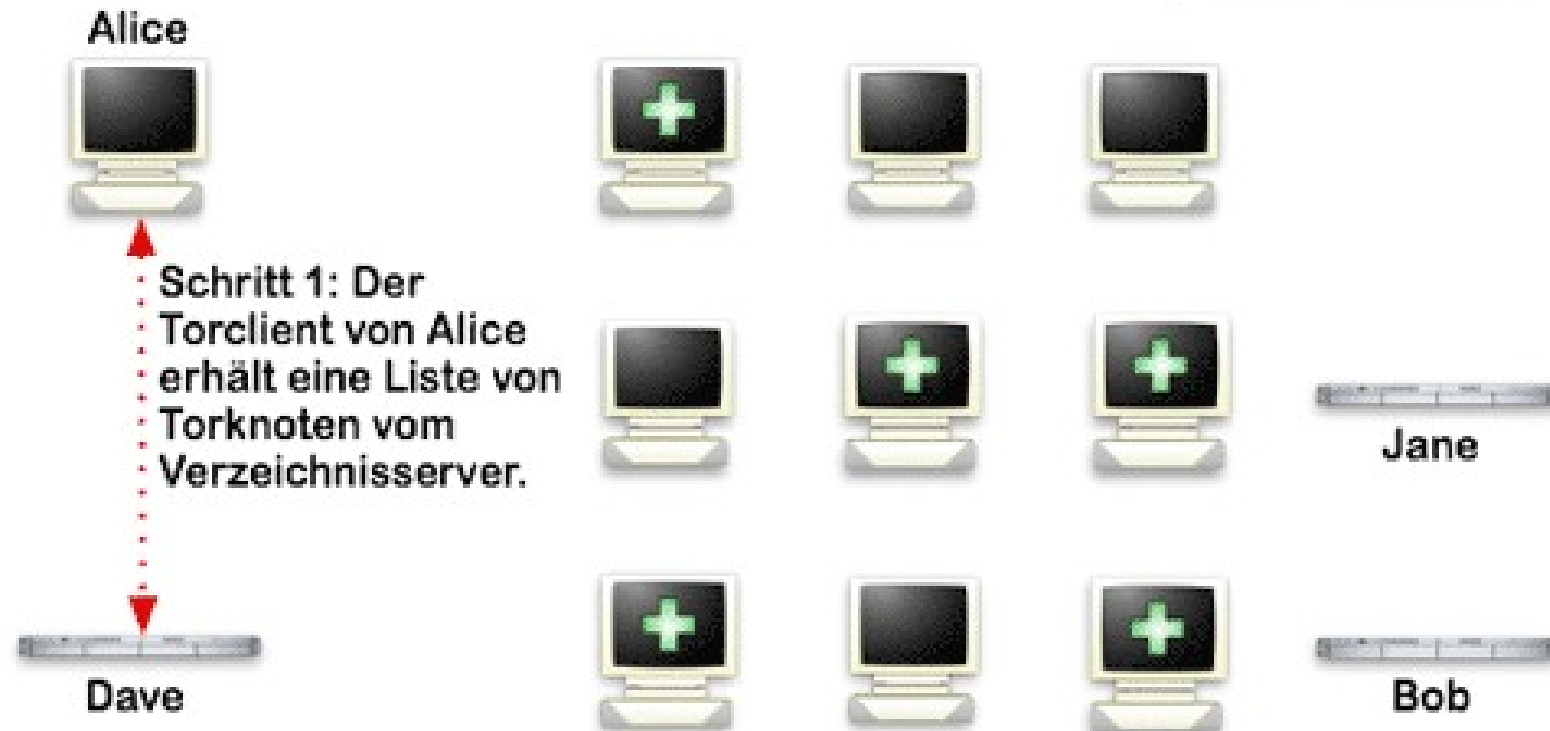 Alice
Schritt 1: Der
Torclient von Alice
erhält eine Liste von
Torknoten vom
Verzeichnisserver.
Jane
Dave
Bob